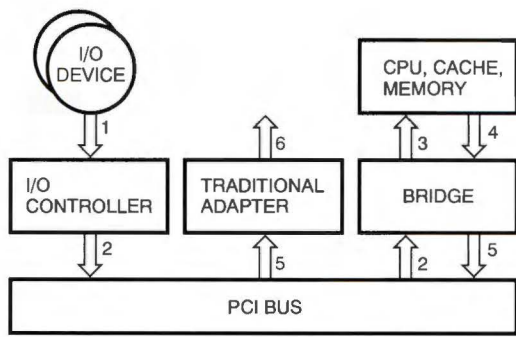 I/O
DEVICE
CPU, CACHE,
MEMORY
1
6
3
4
I/O
CONTROLLER
TRADITIONAL
ADAPTER
BRIDGE
2
5
2
5
PCI BUS